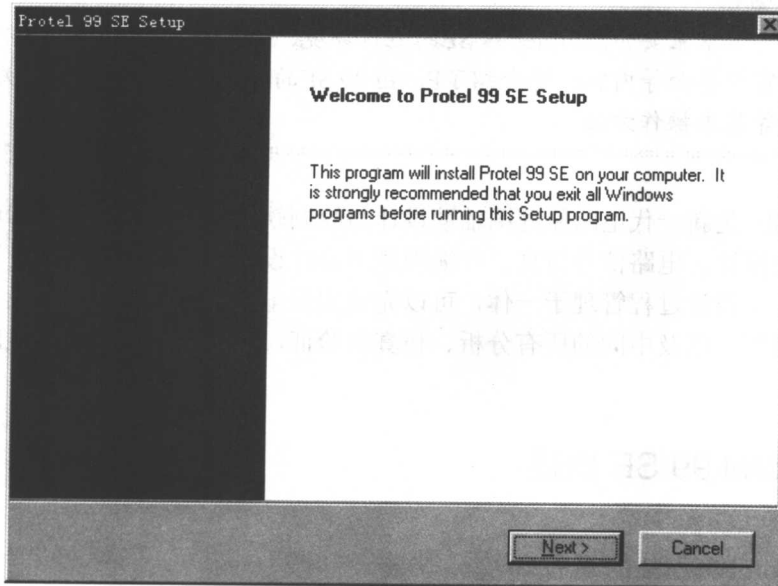 Protel 99 SE Setup
Welcome to Protel 99 SE Setup
This program will install Protel 99 SE on your computer. It
is strongly recommended that you exit all Windows
programs before running this Setup program.
Next >
Cancel